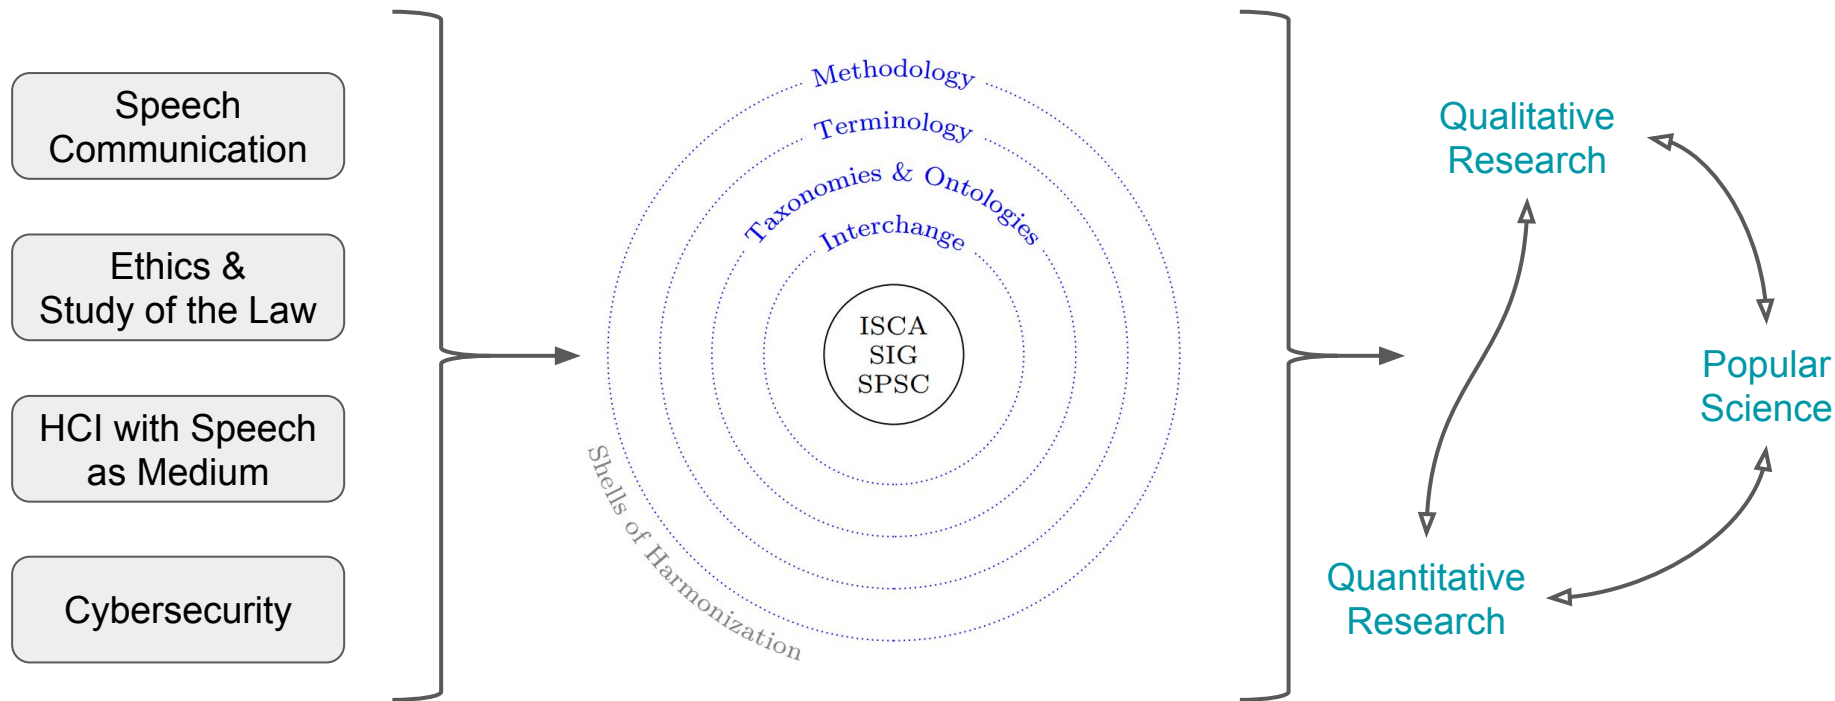 Speech
Communication
Ethics &
Study of the Law
HCI with Speech
as Medium
Cybersecurity
Methodology
Terminology
Taxonomies & Ontologies
Interchange
ISCA
SIG
SPSC
Shells of Harmonization
Qualitative
Research
Popular
Science
Quantitative
Research